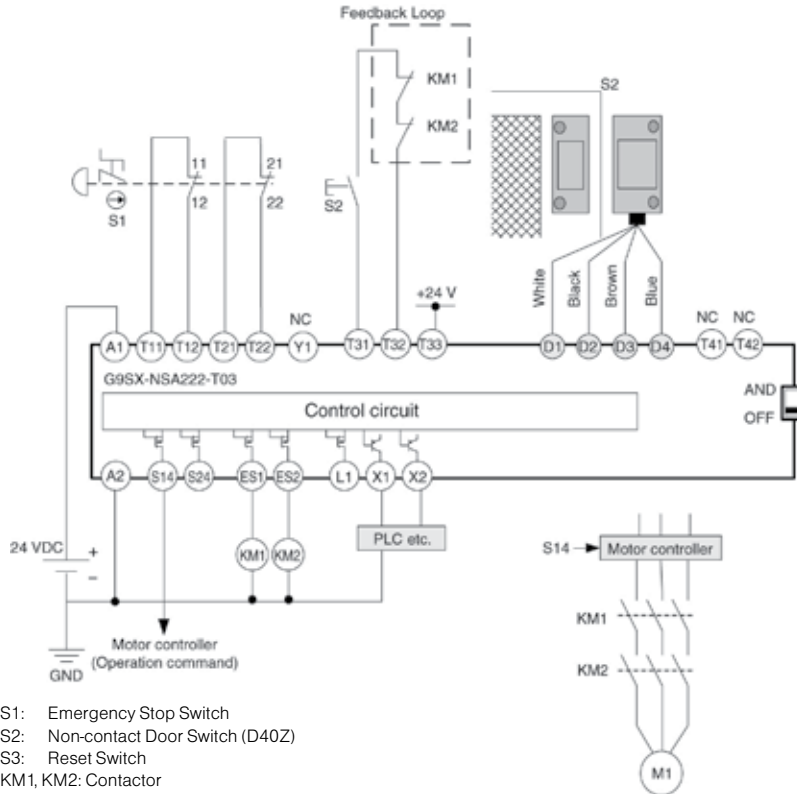 Feedback Loop
KM1
KM2
S2
11
12
21
22
S1
S2
White
Black
Brown
Blue
+24 V
NC
NC NC
A1 T11 T12 T21 T22 Y1 T31 T32 T33 D1 D2 D3 D4 T41 T42
G9SX-NSA222-T03
Control circuit
AND
OFF
A2 S14 S24 ES1 ES2 L1 X1 X2
PLC etc.
24 VDC
+
–
KM1 KM2
S14
Motor controller
KM1
KM2
M1
Motor controller
(Operation command)
GND
S1: Emergency Stop Switch
S2: Non-contact Door Switch (D40Z)
S3: Reset Switch
KM1, KM2: Contactor